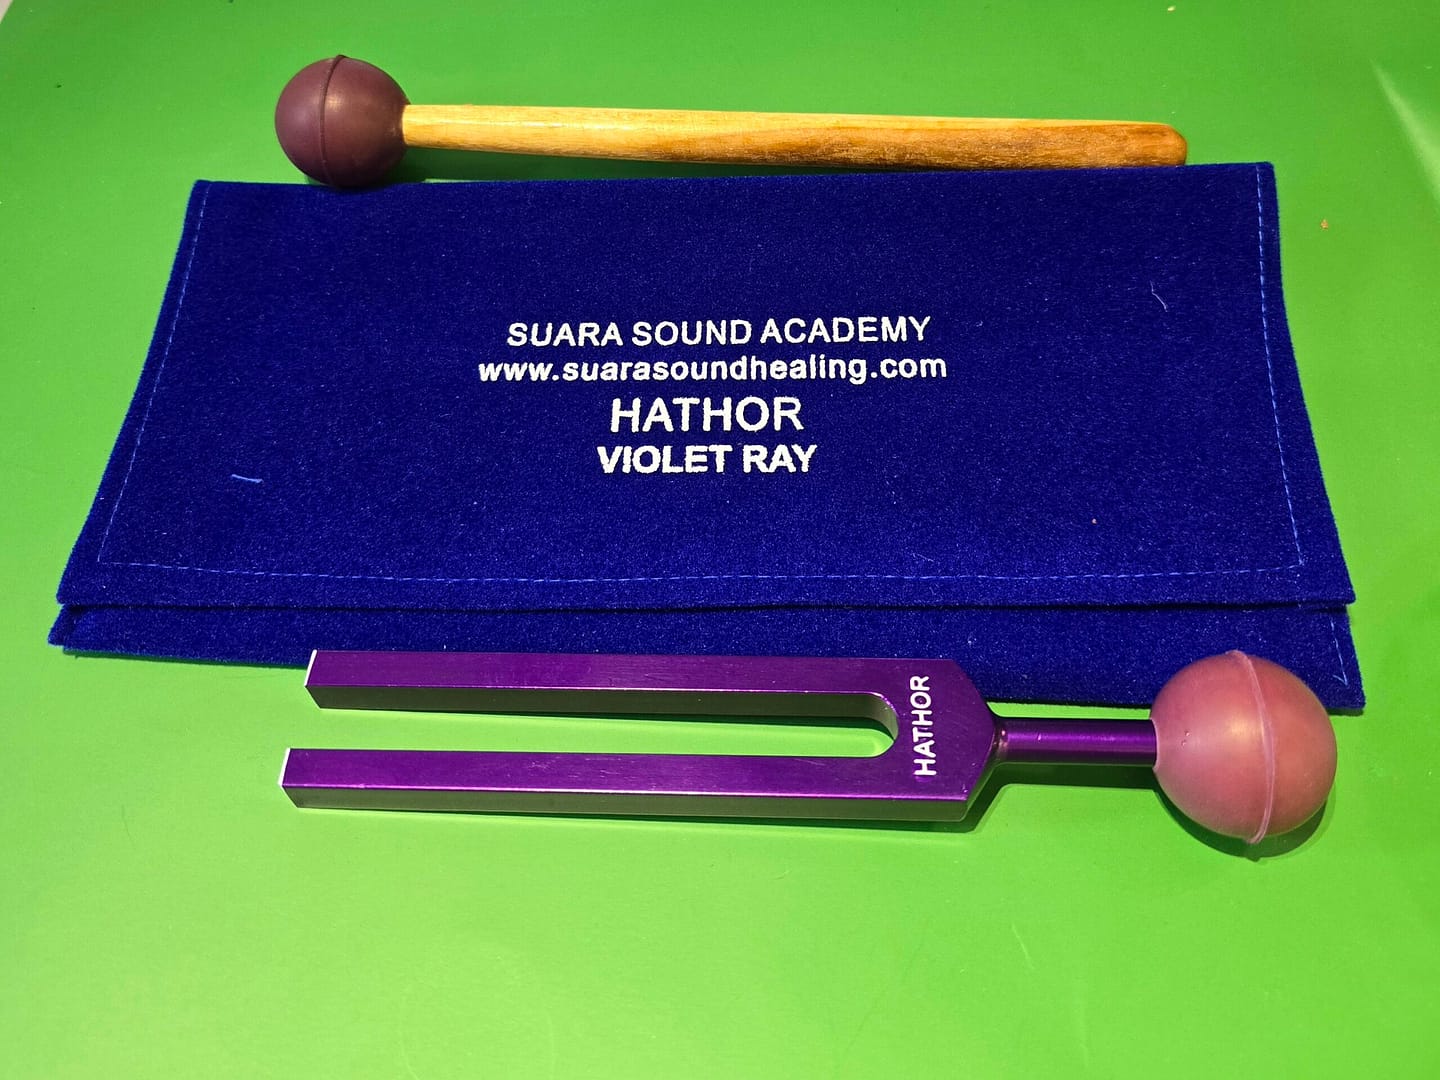 SUARA SOUND ACADEMY
www.suarasoundhealing.com
HATHOR
VIOLET RAY
HATHOR